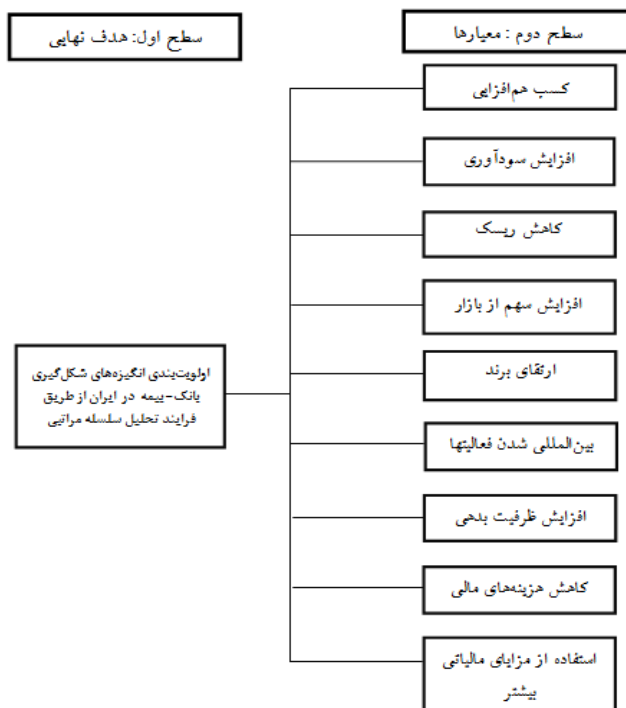 سطح دوم : معیارها
سطح اول: هدف نهایی
کسب هم‌افزایی
افزایش سودآوری
کاهش ریسک
افزایش سهم از بازار
ارتقای برند
بین‌المللی شدن فعالیتها
افزایش ظرفیت بدهی
کاهش هزینه‌های مالی
استفاده از مزایای مالیاتی
بیشتر
اولویت‌بندی انگیزه‌های شکل‌گیری
بانک-بیمه در ایران از طریق
فرایند تحلیل سلسله مراتبی